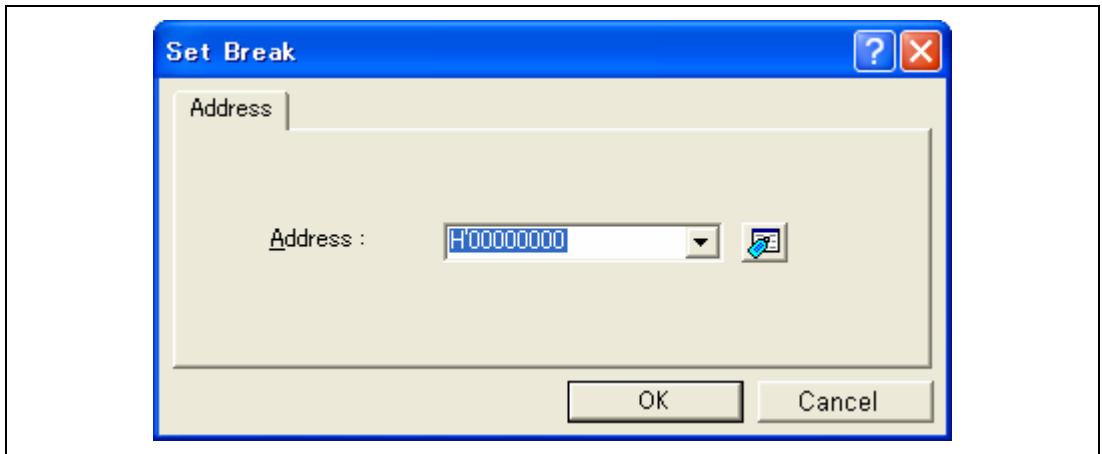 Set Break
Address
Address :
H'00000000
OK
Cancel